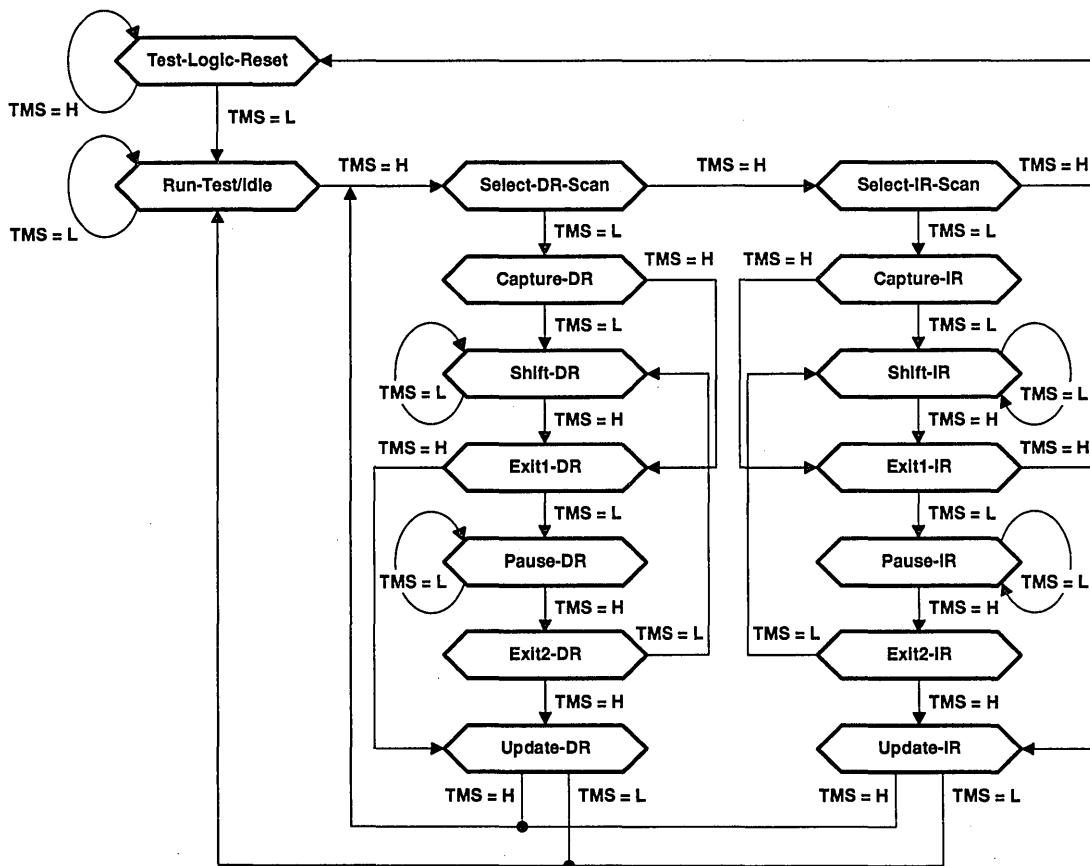 Test-Logic-Reset
TMS = H
TMS = L
Run-Test/Idle
TMS = H
Select-DR-Scan
TMS = H
Select-IR-Scan
TMS = H
TMS = L
TMS = L
TMS = L
Capture-DR
TMS = H
TMS = H
Capture-IR
TMS = L
TMS = L
Shift-DR
TMS = L
Shift-IR
TMS = L
TMS = H
TMS = H
TMS = H
Exit1-DR
Exit1-IR
TMS = H
TMS = L
TMS = L
Pause-DR
TMS = L
Pause-IR
TMS = L
TMS = H
TMS = H
Exit2-DR
TMS = L
TMS = L
Exit2-IR
TMS = H
TMS = H
Update-DR
Update-IR
TMS = H
TMS = L
TMS = H
TMS = L